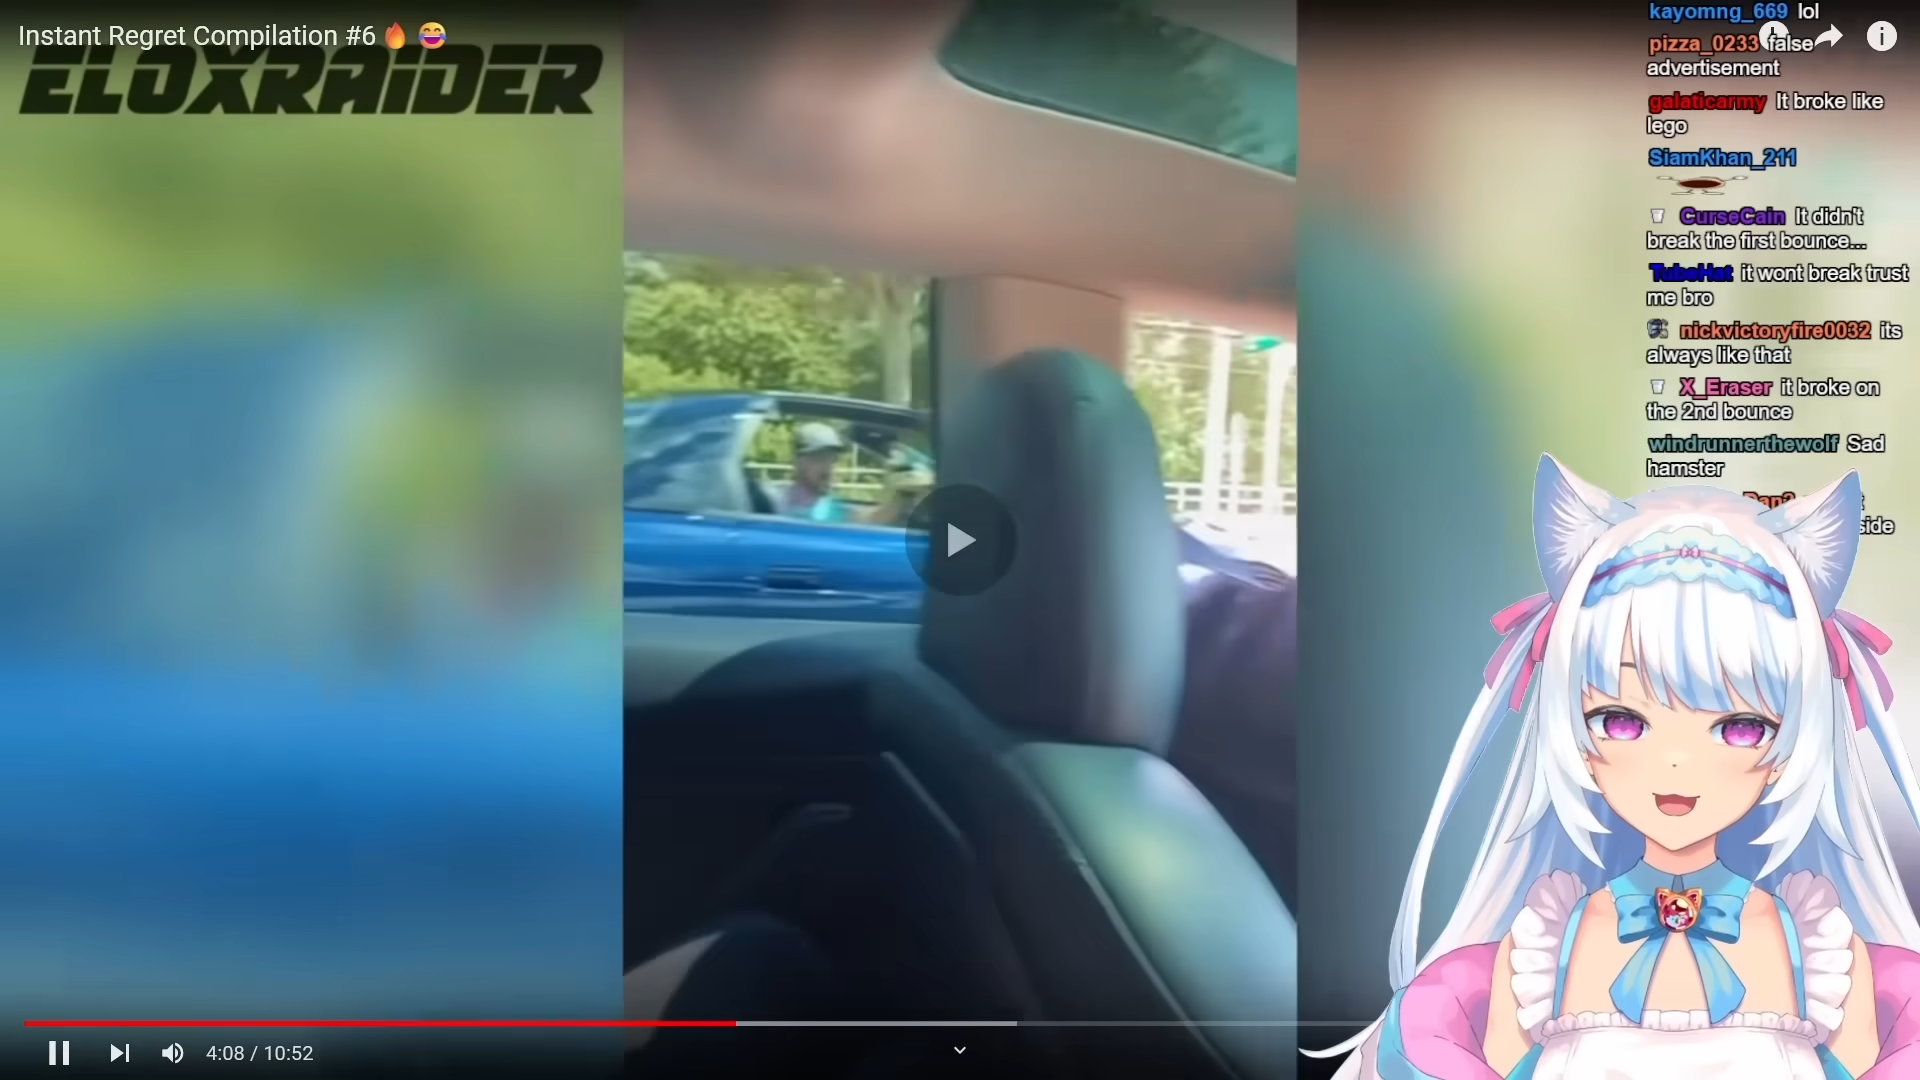 Instant Regret Compilation #6 🔥 😂
ELOXRAIDER
kayomng_669 lol
pizza_0233 false
advertisement
galaticarmy It broke like
lego
SiamKhan_211
CurseCain It didn't
break the first bounce...
TubeHat it wont break trust
me bro
nickvictoryfire0032 its
always like that
X_Eraser it broke on
the 2nd bounce
windrunnerthewolf Sad
hamster
side
4:08 / 10:52